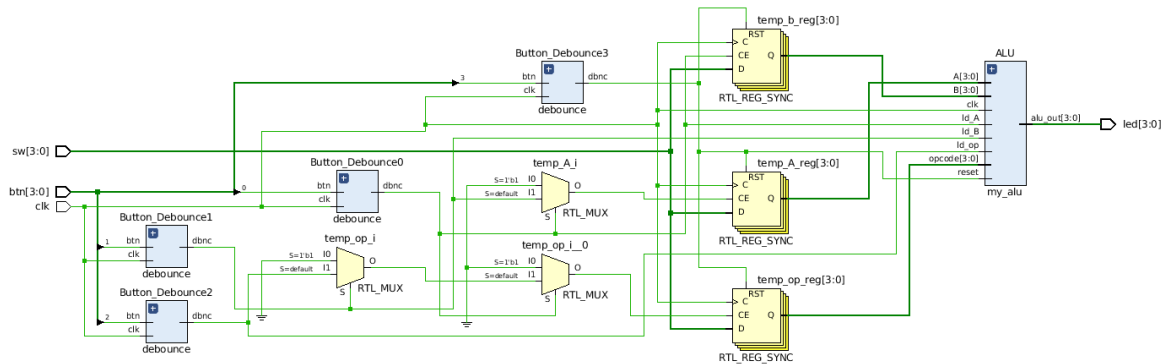 temp_b_reg[3:0]
RST
C
CE
Q
D
RTL_REG_SYNC
Button_Debounce3
3
btn
dbnc
clk
debounce
ALU
A[3:0]
B[3:0]
clk
ld_A
ld_B
ld_op
opcode[3:0]
reset
alu_out[3:0]
my_alu
led[3:0]
sw[3:0]
btn[3:0]
clk
Button_Debounce0
0
btn
dbnc
clk
debounce
temp_A_i
S=1'b1
I0
S=default
I1
O
S
RTL_MUX
temp_A_reg[3:0]
RST
C
CE
Q
D
RTL_REG_SYNC
Button_Debounce1
1
btn
dbnc
clk
debounce
temp_op_i
S=1'b1
I0
S=default
I1
O
S
RTL_MUX
temp_op_i__0
S=1'b1
I0
S=default
I1
O
S
RTL_MUX
temp_op_reg[3:0]
RST
C
CE
Q
D
RTL_REG_SYNC
Button_Debounce2
2
btn
dbnc
clk
debounce